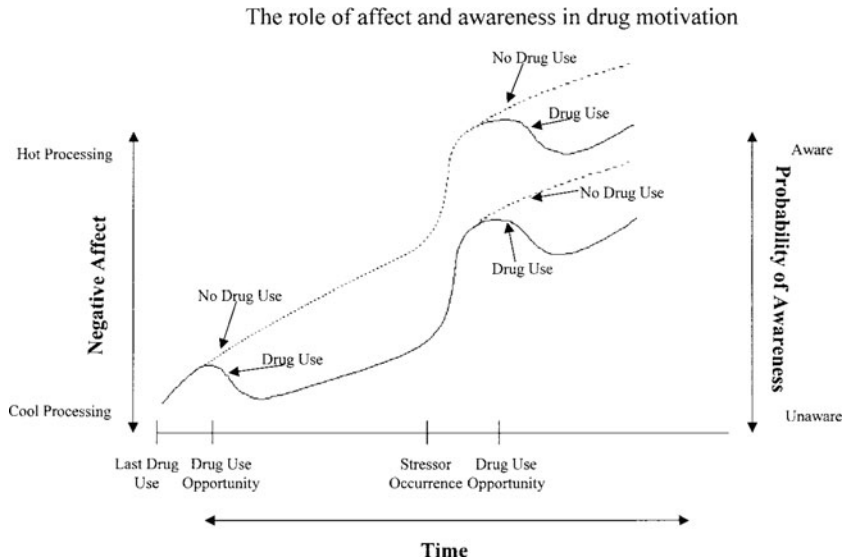 The role of affect and awareness in drug motivation
No Drug Use
Drug Use
Hot Processing
Aware
No Drug Use
Drug Use
Negative Affect
Probability of Awareness
No Drug Use
Drug Use
Cool Processing
Unaware
Last Drug
Use
Drug Use
Opportunity
Stressor
Occurrence
Drug Use
Opportunity
Time